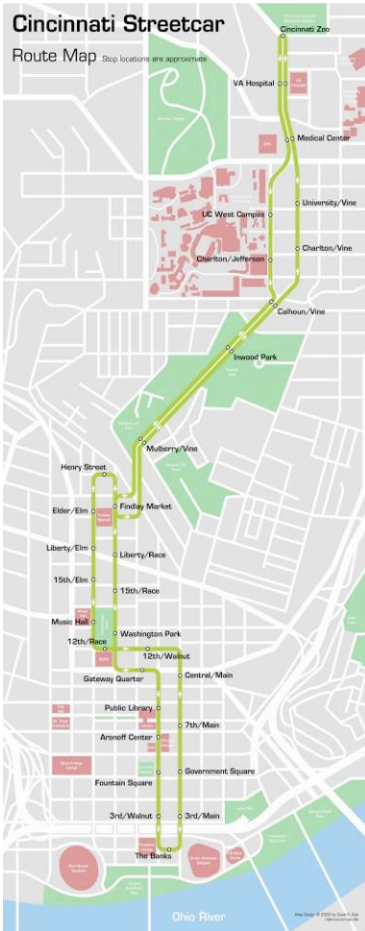 Cincinnati Streetcar
Route Map Stop locations are approximate
Cincinnati Zoo
VA Hospital
Medical Center
University/Vine
UC West Campus
Charlton/Vine
Charlton/Jefferson
Calhoun/Vine
Inwood Park
Mulberry/Vine
Henry Street
Findlay Market
Elder/Elm
Liberty/Elm
Liberty/Race
15th/Elm
15th/Race
Music Hall
Washington Park
12th/Race
12th/Walnut
Gateway Quarter
Central/Main
Public Library
7th/Main
Aronoff Center
Government Square
Fountain Square
3rd/Walnut
3rd/Main
The Banks
Ohio River